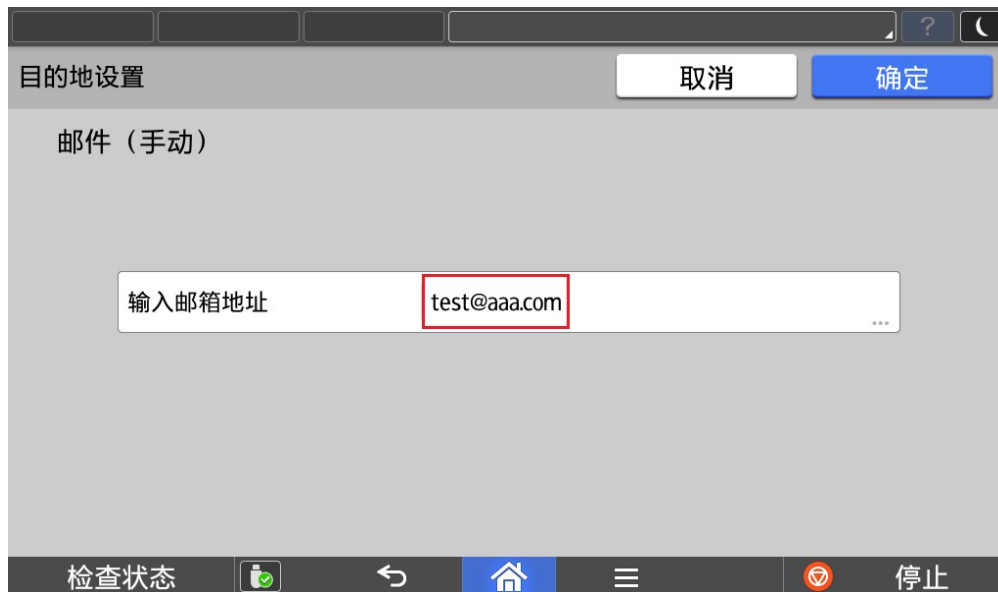 ?
目的地设置 取消 确定
邮件（手动）
输入邮箱地址 test@aaa.com ...
检查状态 停止